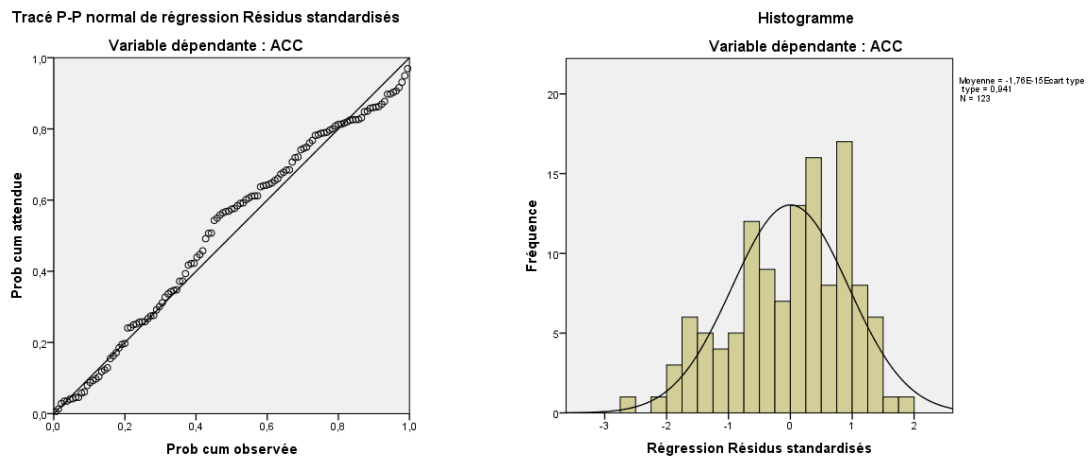 Tracé P-P normal de régression Résidus standardisés
Variable dépendante : ACC
Prob cum attendue
1,0
0,8
0,6
0,4
0,2
0,0
0,0
0,2
0,4
0,6
0,8
1,0
Prob cum observée
Histogramme
Variable dépendante : ACC
Moyenne = -1,76E-15Ecart type
type = 0,941
N = 123
Fréquence
20
15
10
5
0
-3
-2
-1
0
1
2
Régression Résidus standardisés